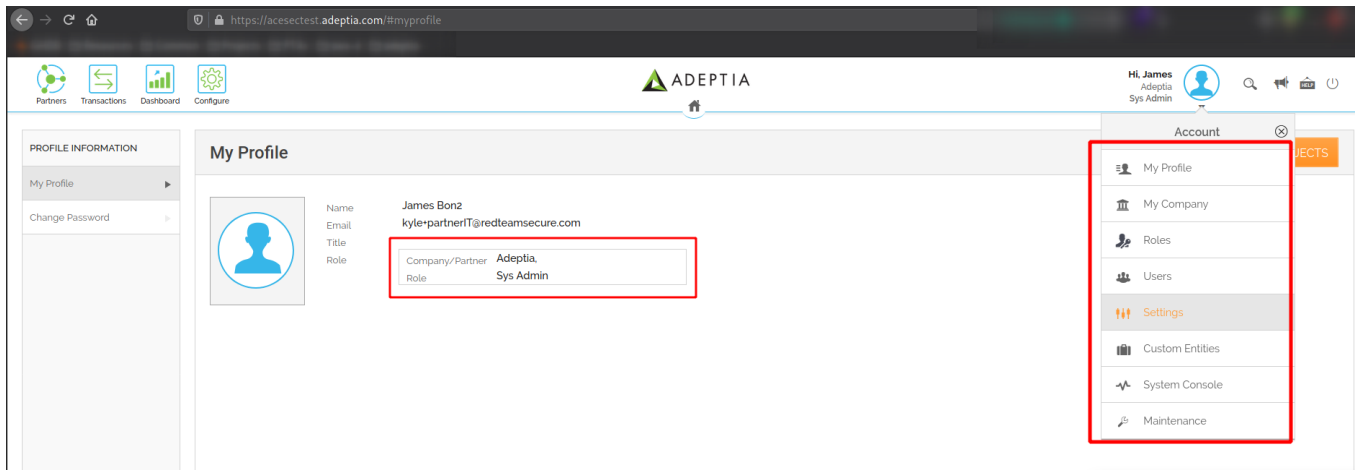 https://acesectest.adeptia.com/#myprofile
Partners Transactions Dashboard Configure
ADEPTIA
Hi, James
Adeptia
Sys Admin
HELP
PROFILE INFORMATION
My Profile
Change Password
My Profile
JECTS
Name James Bon2
Email kyle+partnerIT@redteamsecure.com
Title
Role
Company/Partner Adeptia,
Role Sys Admin
Account
My Profile
My Company
Roles
Users
Settings
Custom Entities
System Console
Maintenance